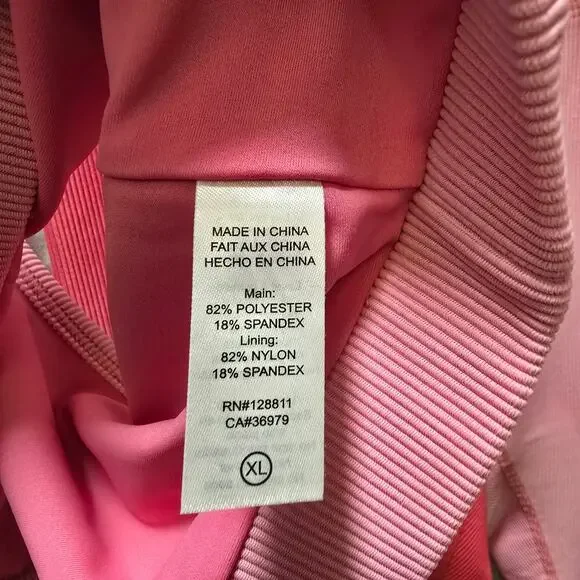 MADE IN CHINA
FAIT AUX CHINA
HECHO EN CHINA
Main:
82% POLYESTER
18% SPANDEX
Lining:
82% NYLON
18% SPANDEX
RN#128811
CA#36979
XL